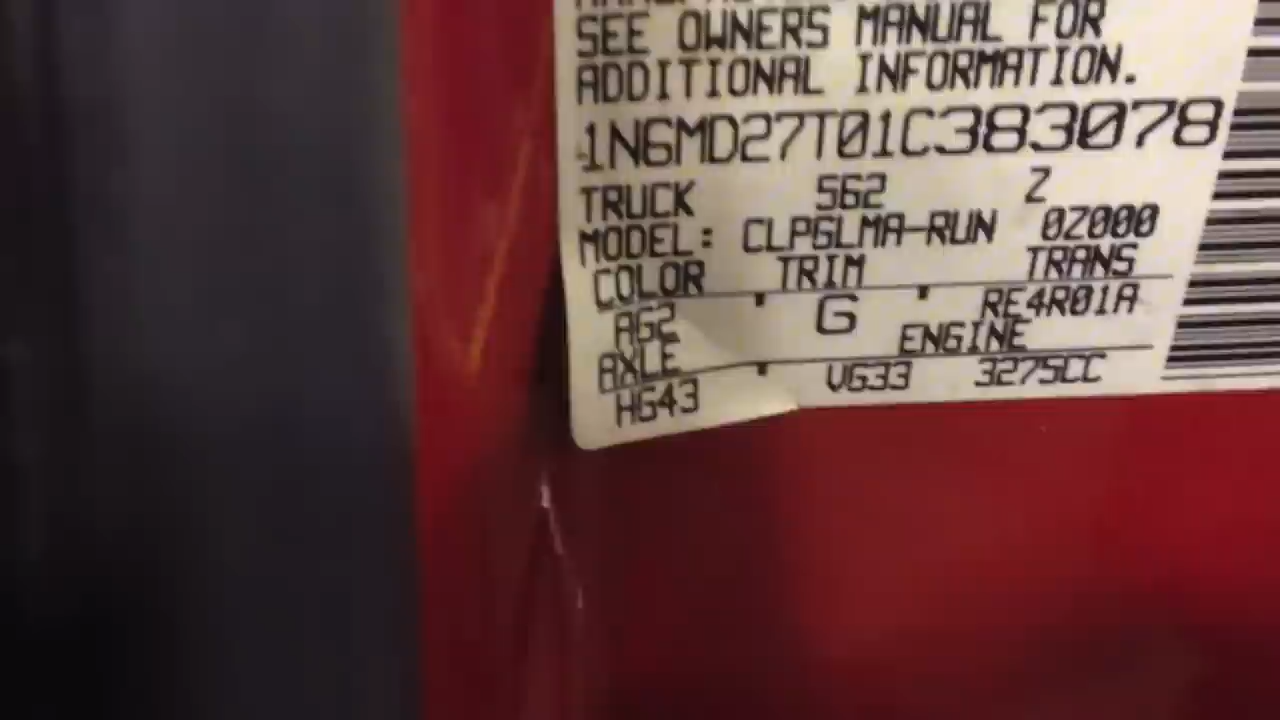 SEE OWNERS MANUAL FOR
ADDITIONAL INFORMATION.
1N6MD27T01C383078
TRUCK 562 Z
MODEL: CLPGLMA-RUN 0Z000
COLOR TRIM TRANS
AG2 G RE4R01A
AXLE ENGINE
HG43 VG33 3275CC